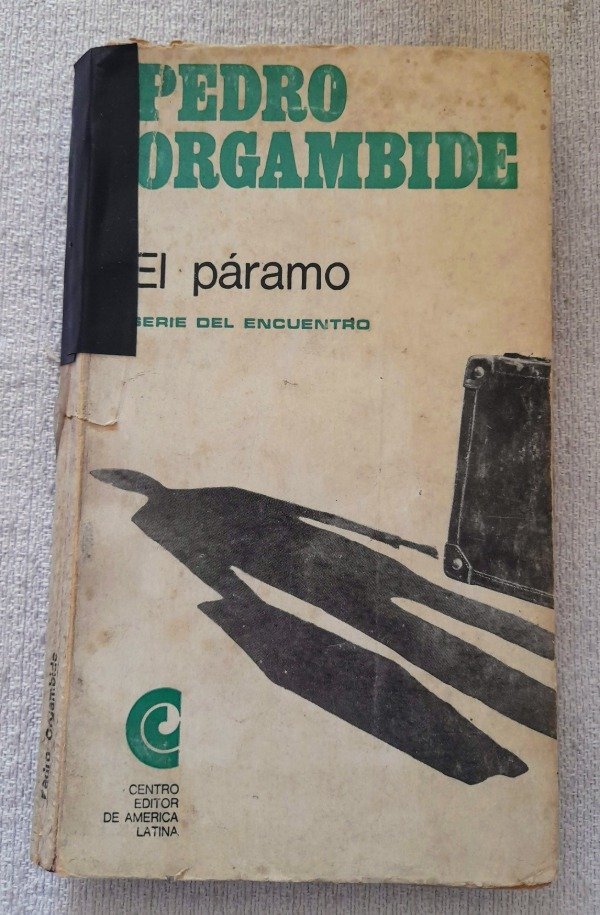 PEDRO
ORGAMBIDE
El páramo
SERIE DEL ENCUENTRO
CENTRO
EDITOR
DE AMERICA
LATINA
Pedro Orgambide